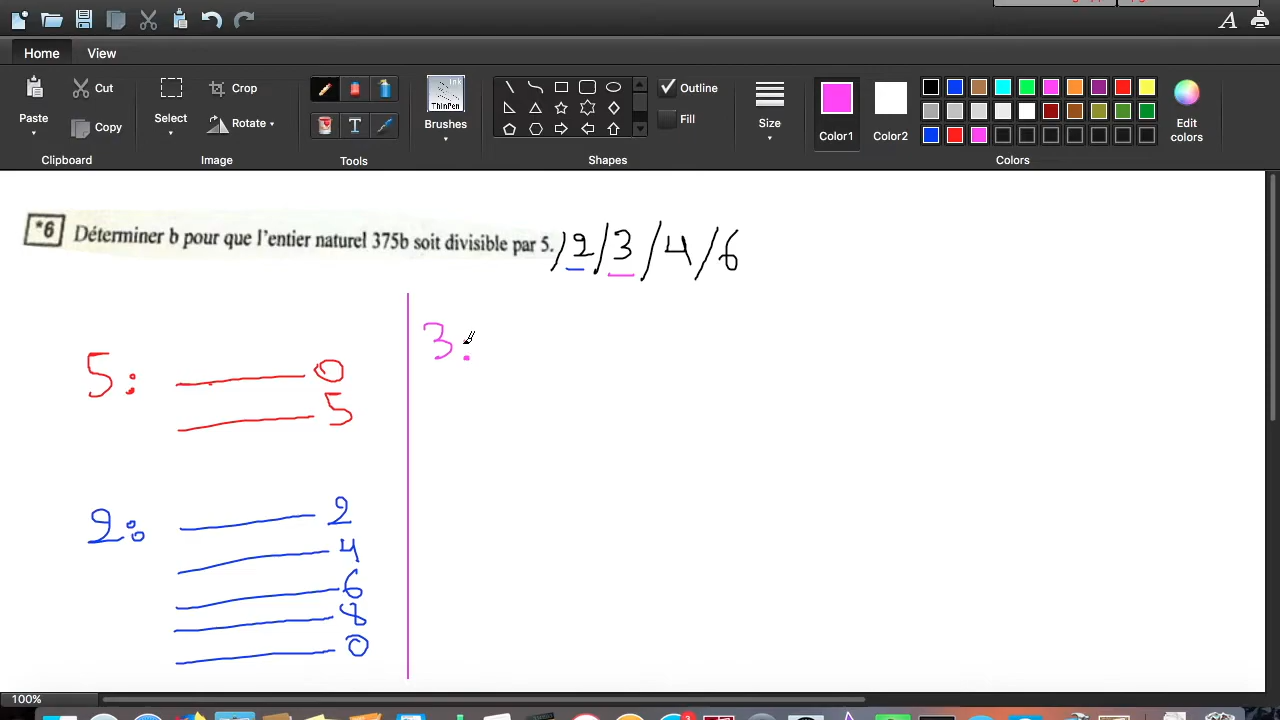 A
Home View
Paste Cut Copy Select Crop Rotate Brushes Outline Fill Size Color1 Color2 Edit colors
Ink ThinPen
Clipboard Image Tools Shapes Colors
*6 Déterminer b pour que l'entier naturel 375b soit divisible par 5. /2/3/4/6
3:
5: 0
5
2: 2
4
6
8
0
100%